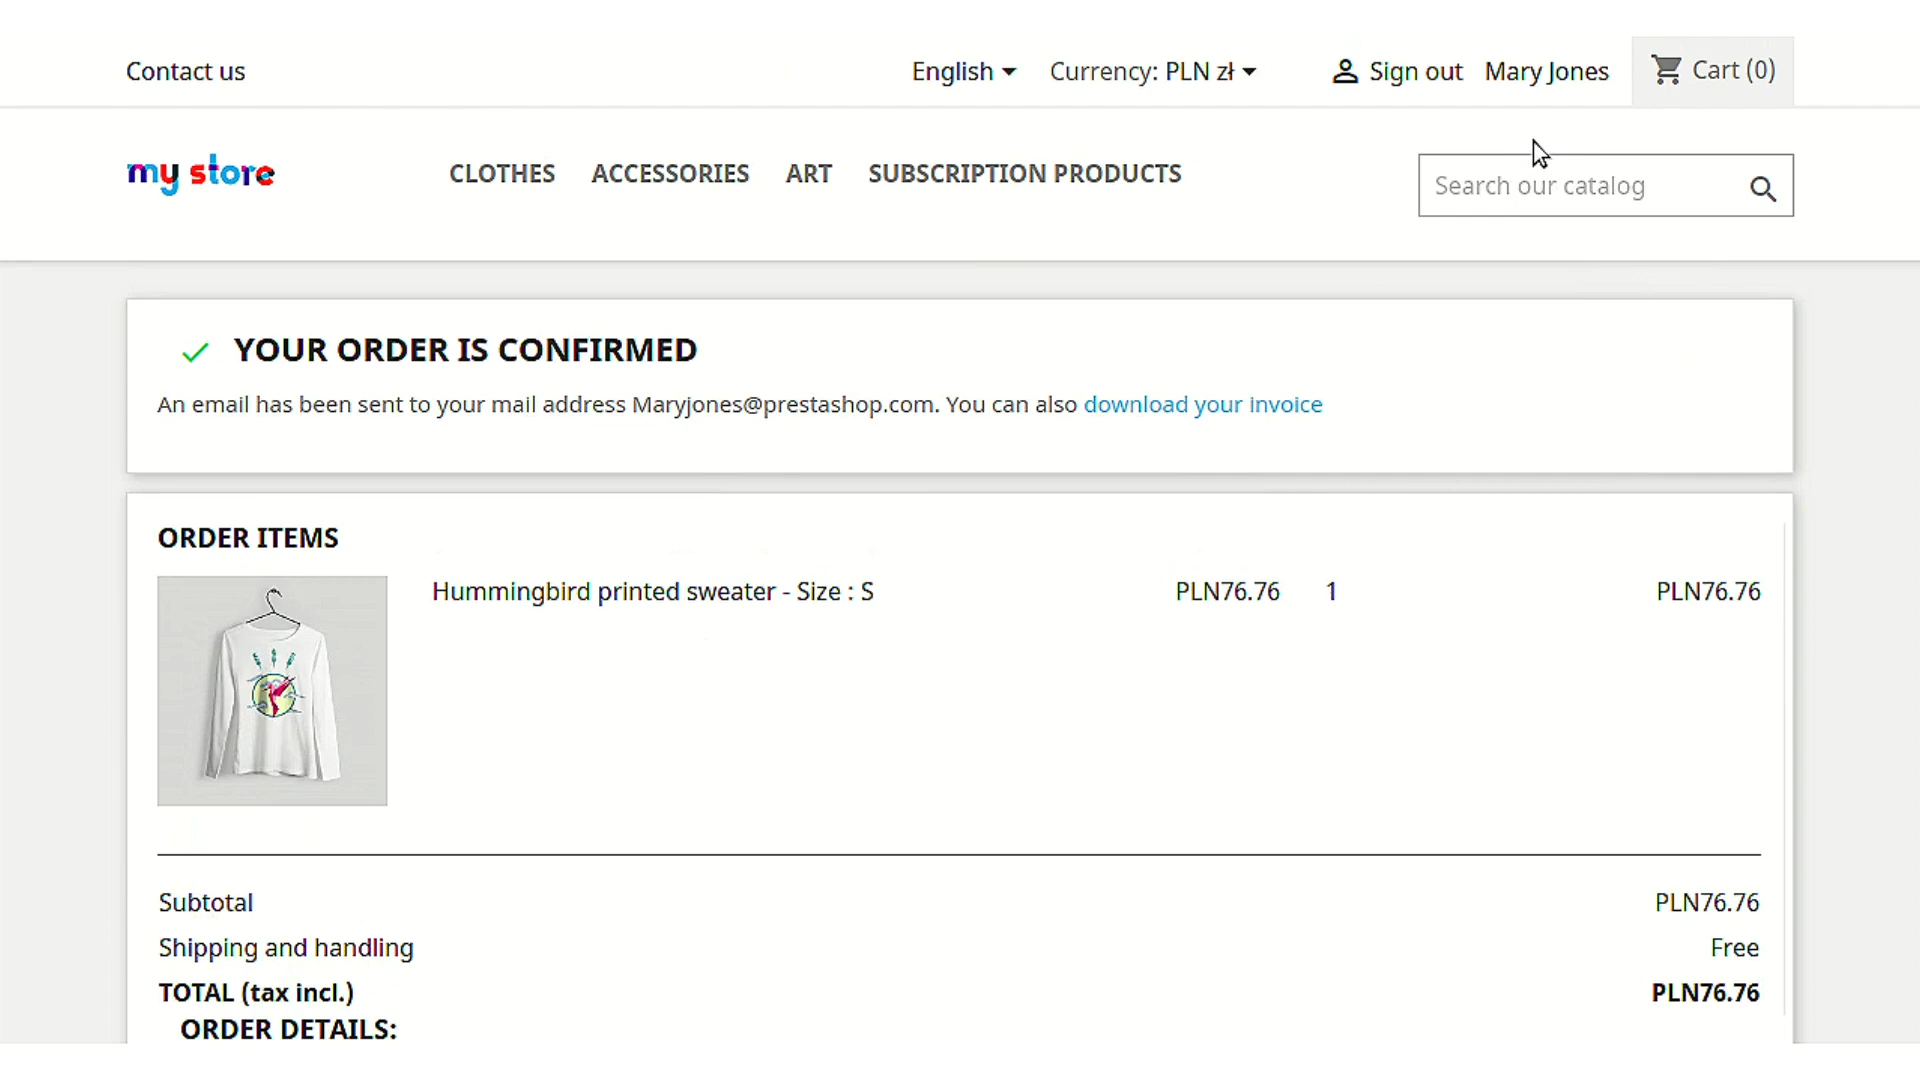 Contact us
English
Currency: PLN zł
Sign out
Mary Jones
Cart (0)
my store
CLOTHES
ACCESSORIES
ART
SUBSCRIPTION PRODUCTS
Search our catalog
YOUR ORDER IS CONFIRMED
An email has been sent to your mail address Maryjones@prestashop.com. You can also download your invoice
ORDER ITEMS
Hummingbird printed sweater - Size : S PLN76.76 1 PLN76.76
Subtotal PLN76.76
Shipping and handling Free
TOTAL (tax incl.) PLN76.76
ORDER DETAILS: